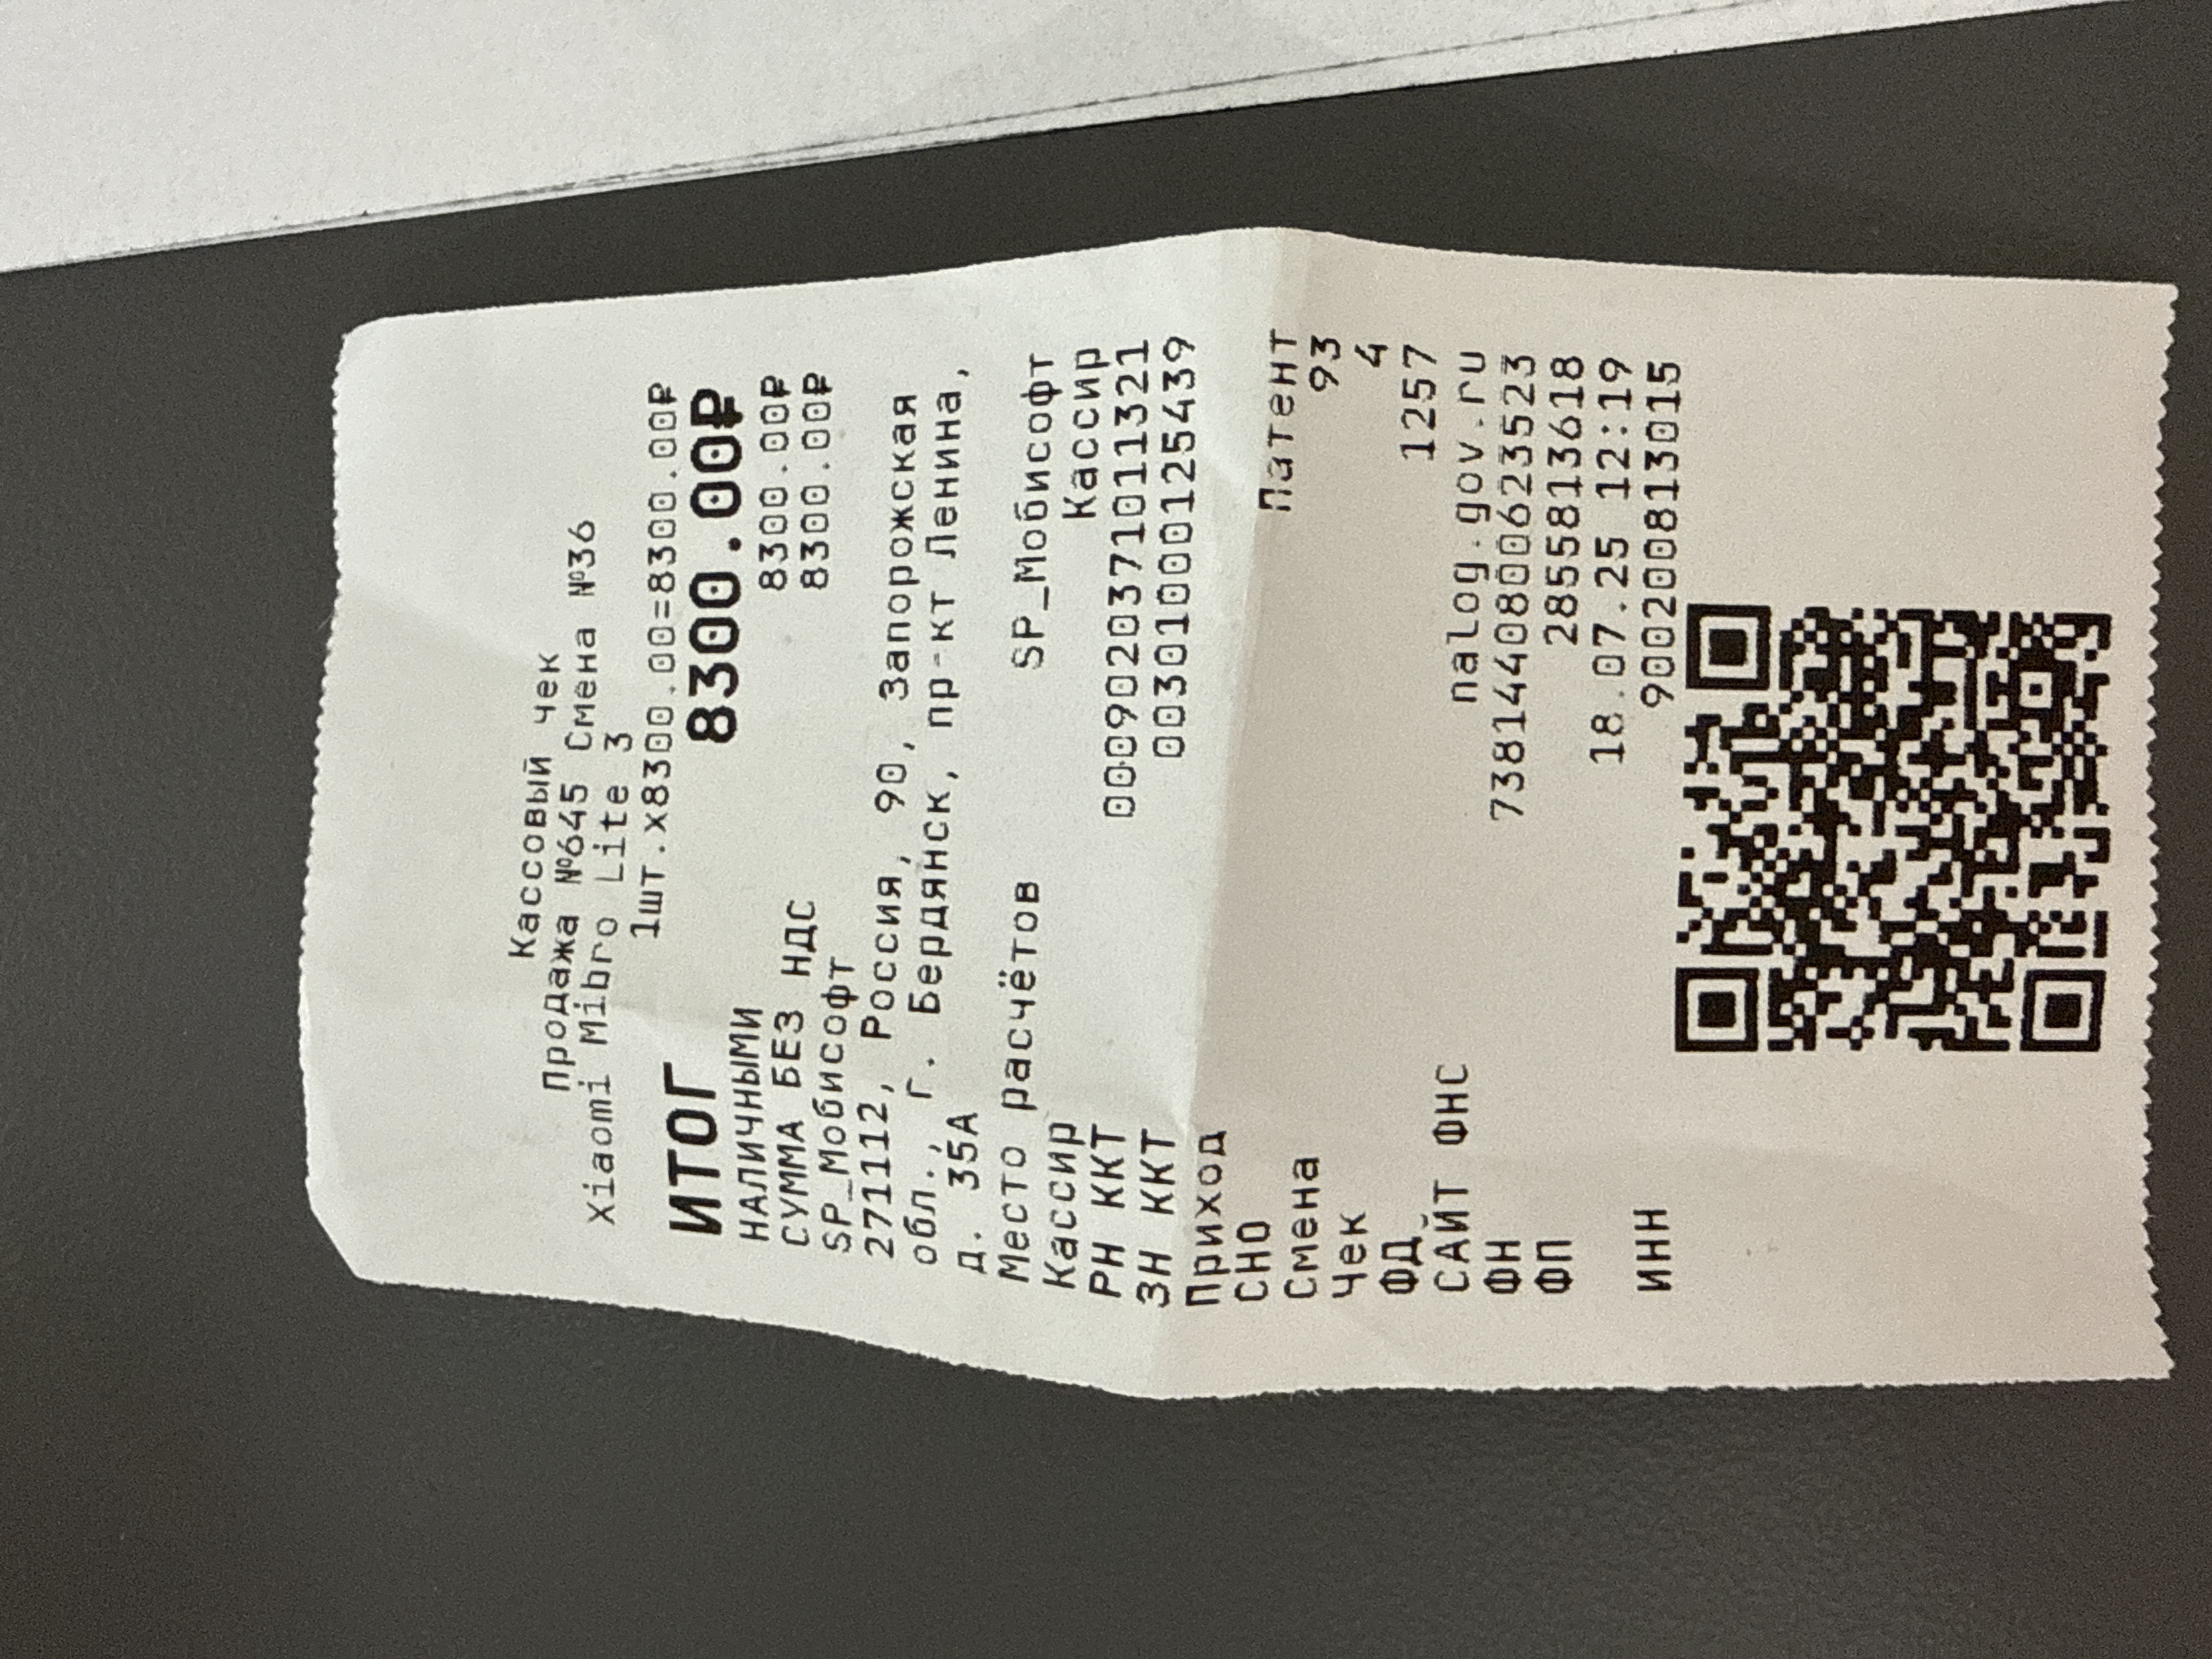 Кассовый чек
Продажа №645 Смена №36
Xiaomi Mibro Lite 3
1шт.x8300.00=8300.00₽
ИТОГ 8300.00₽
НАЛИЧНЫМИ 8300.00₽
СУММА БЕЗ НДС 8300.00₽
SP_Мобисофт
271112, Россия, 90, Запорожская
обл., г. Бердянск, пр-кт Ленина,
д. 35А
Место расчётов SP_Мобисофт
Кассир Кассир
РН ККТ 0009020371011321
ЗН ККТ 00301000125439
Приход
СНО Патент
Смена 93
Чек 4
ФД 1257
САЙТ ФНС nalog.gov.ru
ФН 7381440800623523
ФП 2855813618
18.07.25 12:19
ИНН 900200813015